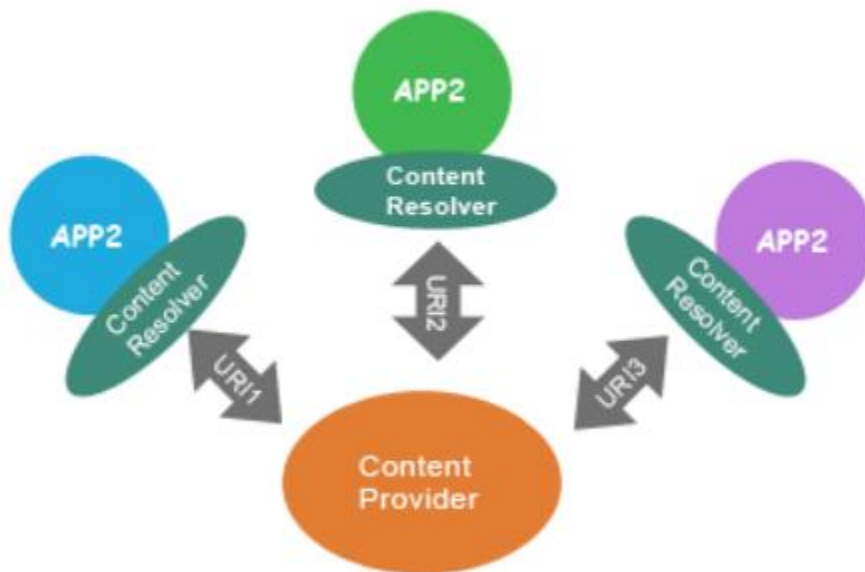 APP2
Content
Resolver
APP2
Content
Resolver
APP2
Content
Resolver
URI1
URI2
URI3
Content
Provider